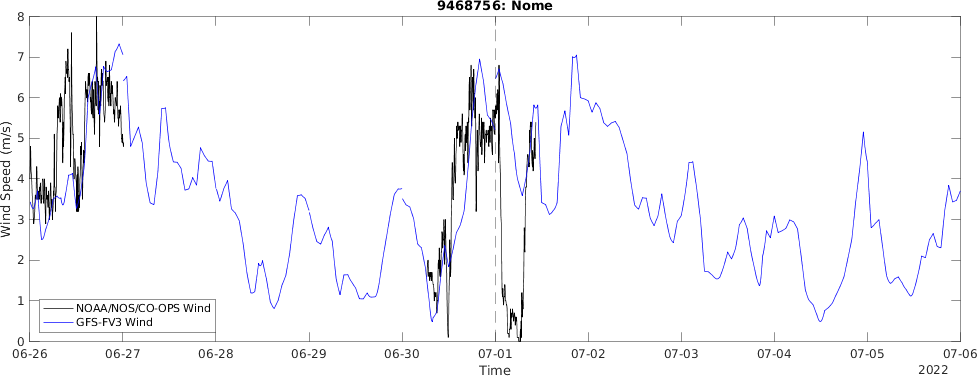 9468756: Nome
8
7
6
5
4
3
2
1
0
Wind Speed (m/s)
NOAA/NOS/CO-OPS Wind
GFS-FV3 Wind
06-26 06-27 06-28 06-29 06-30 07-01 07-02 07-03 07-04 07-05 07-06
Time
2022